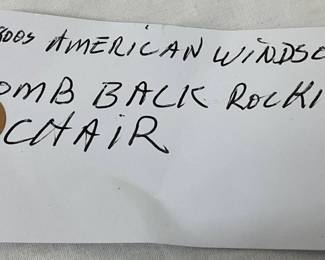 800s AMERICAN WINDSO
OMB BACK ROCKI
CHAIR